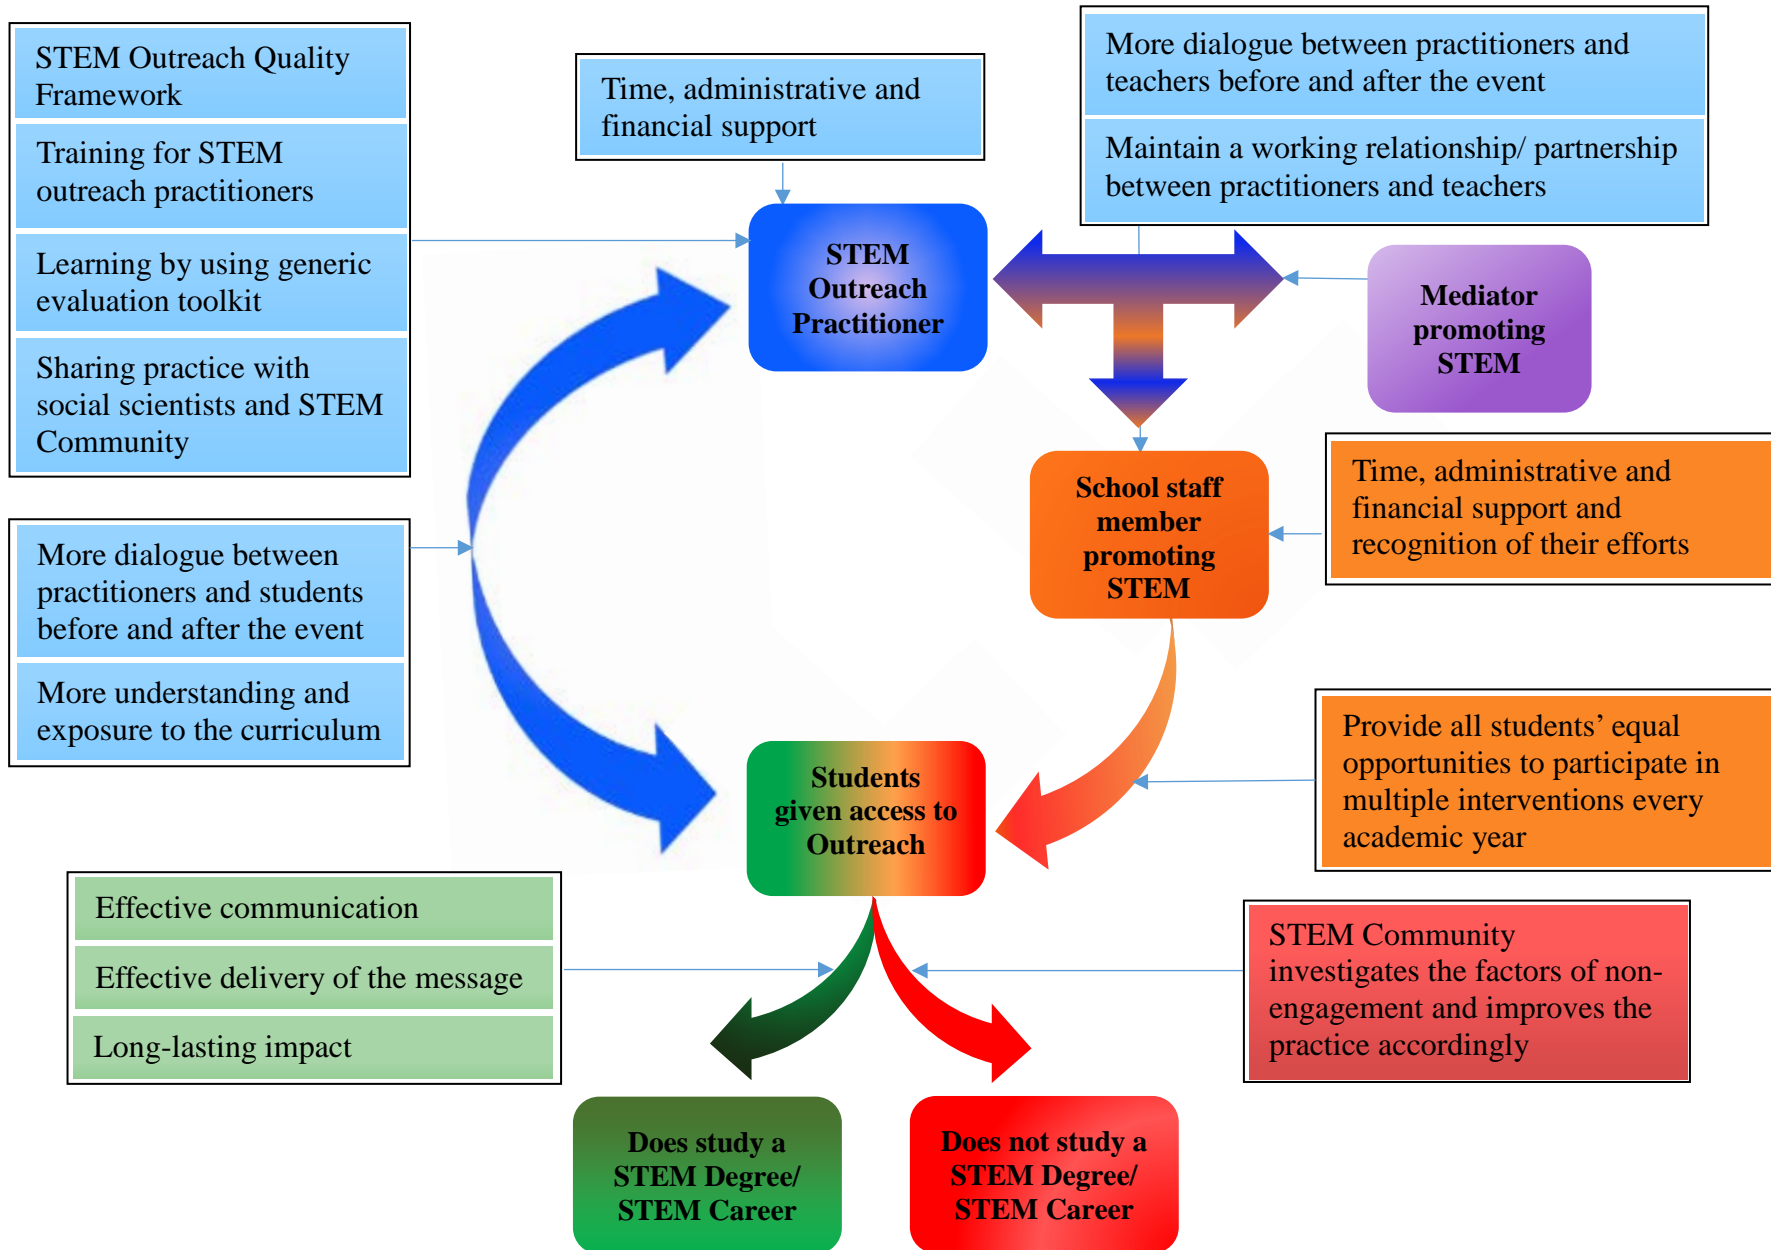 STEM Outreach Quality
Framework
Training for STEM
outreach practitioners
Learning by using generic
evaluation toolkit
Sharing practice with
social scientists and STEM
Community
Time, administrative and
financial support
More dialogue between practitioners and
teachers before and after the event
Maintain a working relationship/ partnership
between practitioners and teachers
STEM
Outreach
Practitioner
Mediator
promoting
STEM
School staff
member
promoting
STEM
Time, administrative and
financial support and
recognition of their efforts
More dialogue between
practitioners and students
before and after the event
More understanding and
exposure to the curriculum
Provide all students’ equal
opportunities to participate in
multiple interventions every
academic year
Students
given access to
Outreach
Effective communication
Effective delivery of the message
Long-lasting impact
STEM Community
investigates the factors of non-
engagement and improves the
practice accordingly
Does study a
STEM Degree/
STEM Career
Does not study a
STEM Degree/
STEM Career